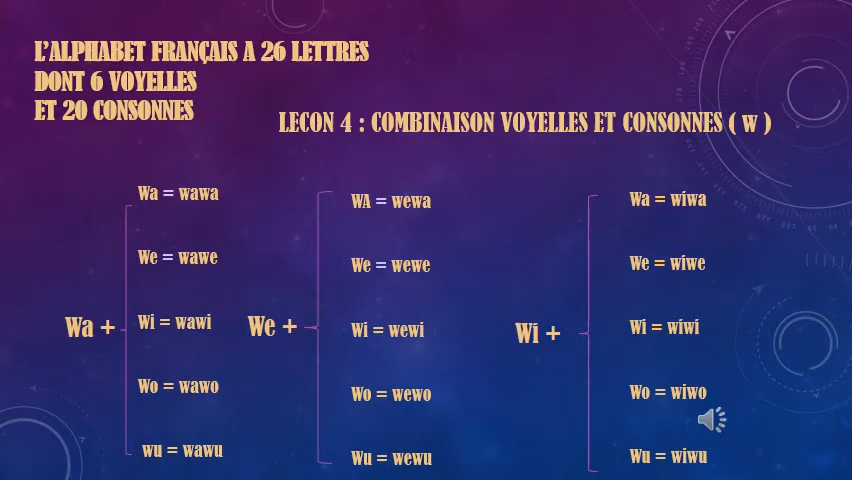 L'ALPHABET FRANÇAIS A 26 LETTRES
DONT 6 VOYELLES
ET 20 CONSONNES
LECON 4 : COMBINAISON VOYELLES ET CONSONNES ( w )
Wa +
Wa = wawa
We = wawe
Wi = wawi
Wo = wawo
wu = wawu
We +
WA = wewa
We = wewe
Wi = wewi
Wo = wewo
Wu = wewu
Wi +
Wa = wiwa
We = wiwe
Wi = wiwi
Wo = wiwo
Wu = wiwu